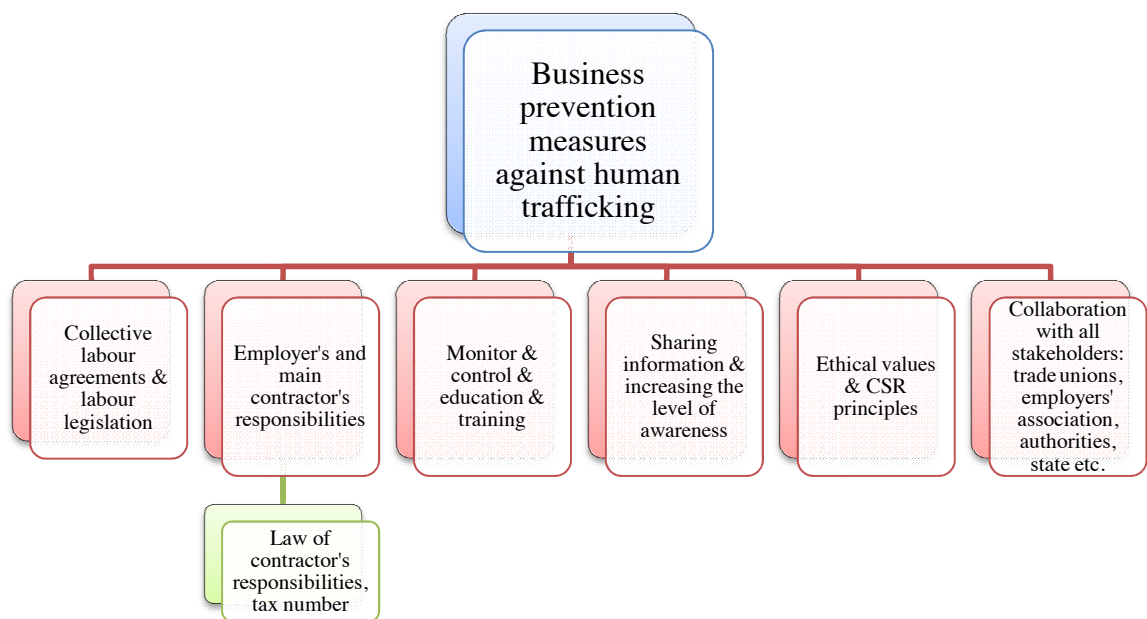 Business
prevention
measures
against human
trafficking
Collective
labour
agreements &
labour
legislation
Employer's and
main
contractor's
responsibilities
Monitor &
control &
education &
training
Sharing
information &
increasing the
level of
awareness
Ethical values
& CSR
principles
Collaboration
with all
stakeholders:
trade unions,
employers'
association,
authorities,
state etc.
Law of
contractor's
responsibilities,
tax number